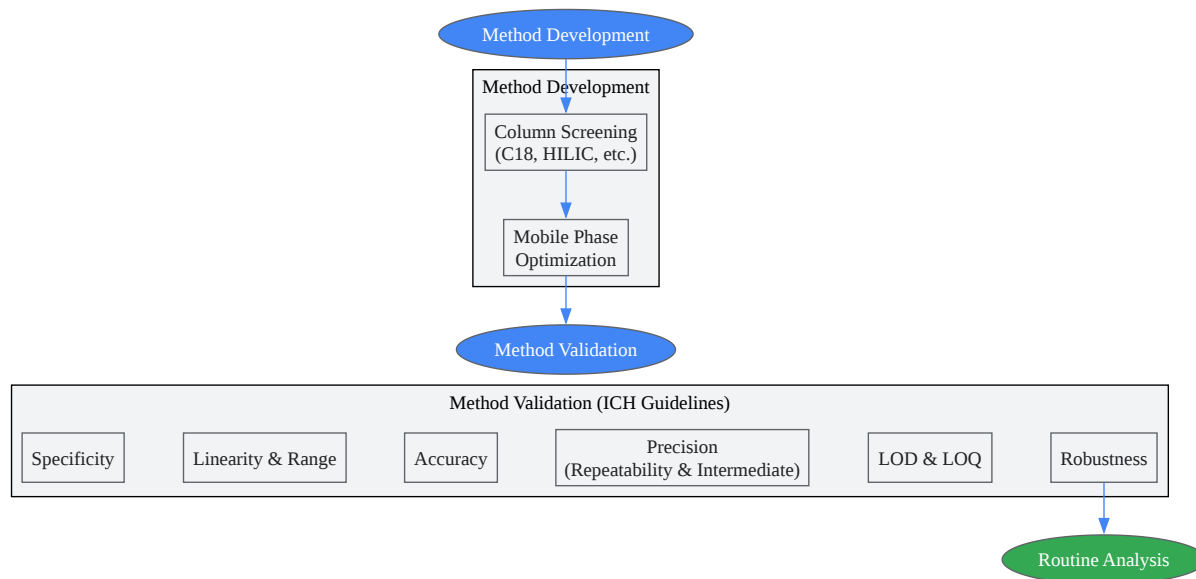 Method Development
Method Development
Column Screening
(C18, HILIC, etc.)
Mobile Phase
Optimization
Method Validation
Method Validation (ICH Guidelines)
Specificity
Linearity & Range
Accuracy
Precision
(Repeatability & Intermediate)
LOD & LOQ
Robustness
Routine Analysis